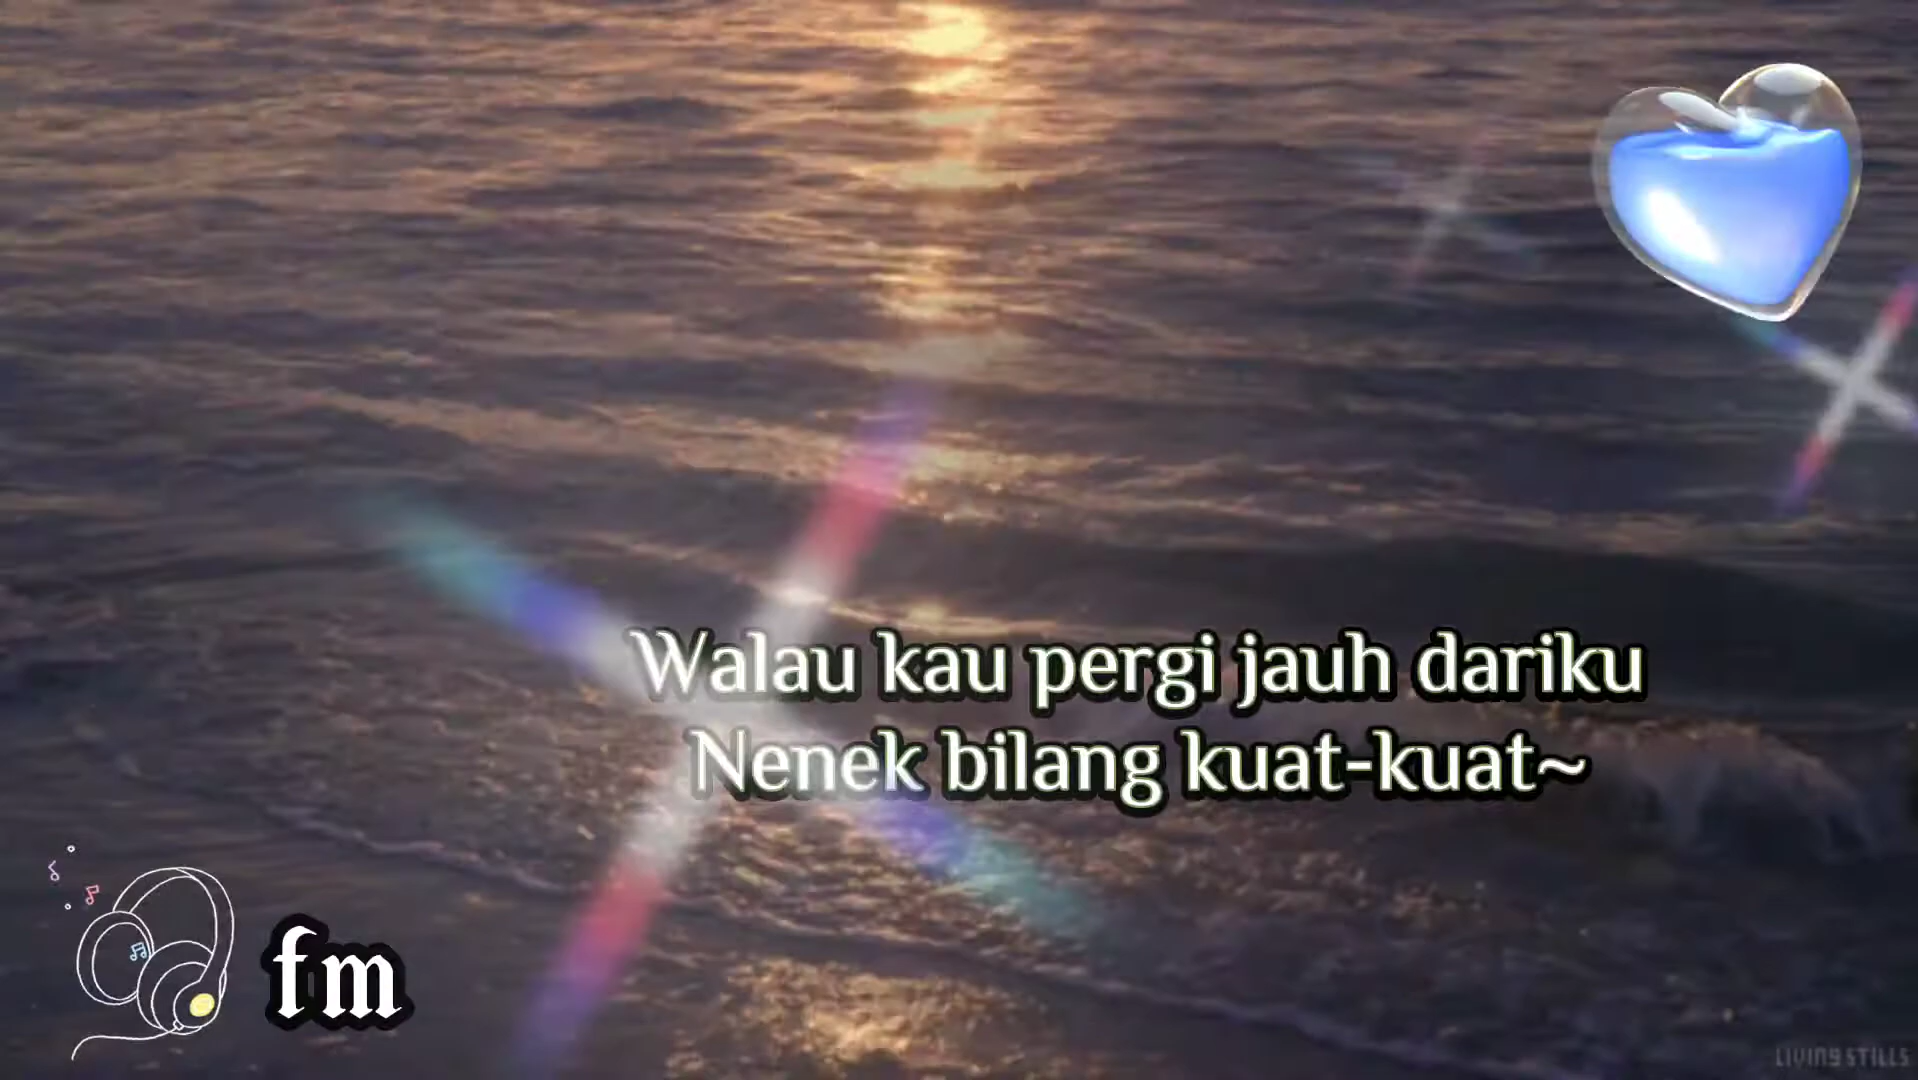 Walau kau pergi jauh dariku
Nenek bilang kuat-kuat~
fm
LIVING STILLS